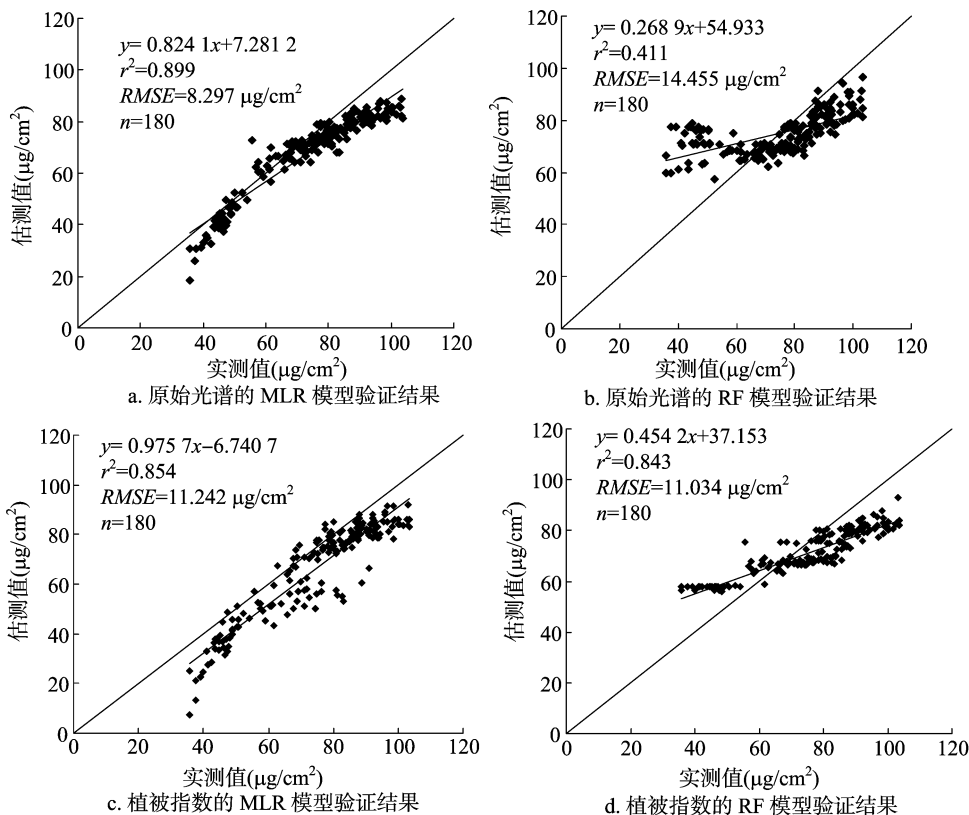 y= 0.824 1x+7.281 2
r²=0.899
RMSE=8.297 μg/cm²
n=180
120
100
80
60
40
20
0
0 20 40 60 80 100 120
估测值(μg/cm²)
实测值(μg/cm²)
a. 原始光谱的 MLR 模型验证结果
y= 0.268 9x+54.933
r²=0.411
RMSE=14.455 μg/cm²
n=180
120
100
80
60
40
20
0
0 20 40 60 80 100 120
估测值(μg/cm²)
实测值(μg/cm²)
b. 原始光谱的 RF 模型验证结果
y= 0.975 7x−6.740 7
r²=0.854
RMSE=11.242 μg/cm²
n=180
120
100
80
60
40
20
0
0 20 40 60 80 100 120
估测值(μg/cm²)
实测值(μg/cm²)
c. 植被指数的 MLR 模型验证结果
y= 0.454 2x+37.153
r²=0.843
RMSE=11.034 μg/cm²
n=180
120
100
80
60
40
20
0
0 20 40 60 80 100 120
估测值(μg/cm²)
实测值(μg/cm²)
d. 植被指数的 RF 模型验证结果